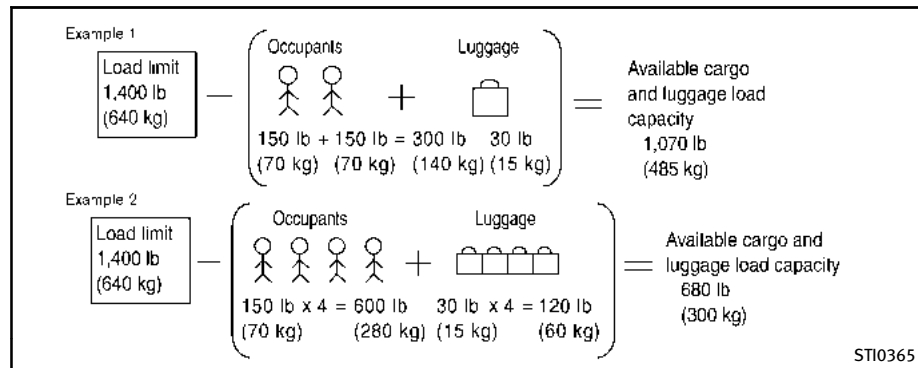 Example 1
Load limit
1,400 lb
(640 kg)
Occupants
Luggage
150 lb + 150 lb = 300 lb 30 lb
(70 kg) (70 kg) (140 kg) (15 kg)
Available cargo
and luggage load
capacity
1,070 lb
(485 kg)
Example 2
Load limit
1,400 lb
(640 kg)
Occupants
Luggage
150 lb x 4 = 600 lb 30 lb x 4 = 120 lb
(70 kg) (280 kg) (15 kg) (60 kg)
Available cargo and
luggage load capacity
680 lb
(300 kg)
STI0365